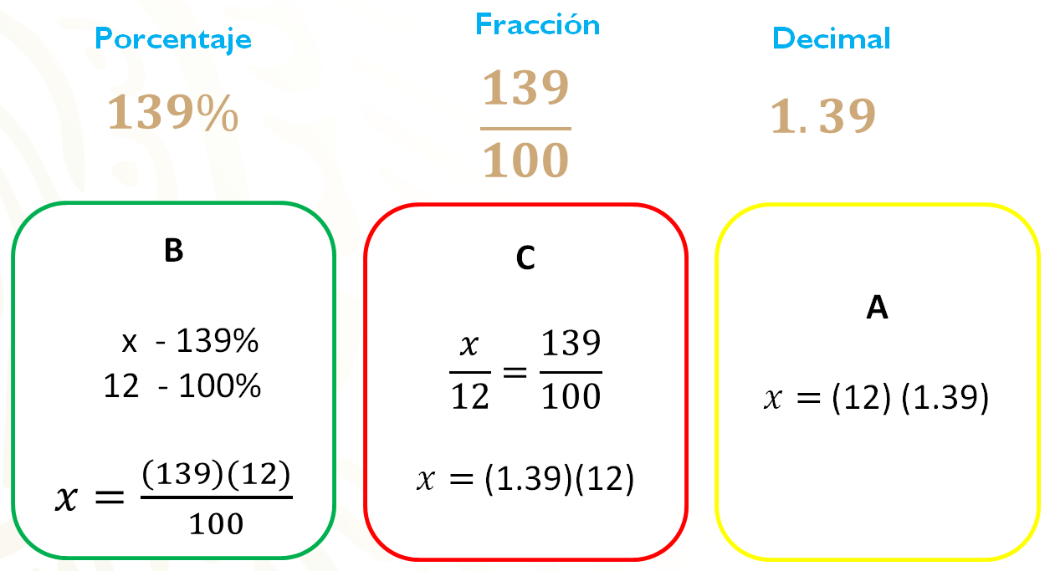 Porcentaje
139%
Fracción
139
100
Decimal
1.39
B
x - 139%
12 - 100%
x = (139)(12)
100
C
x/12 = 139/100
x = (1.39)(12)
A
x = (12) (1.39)